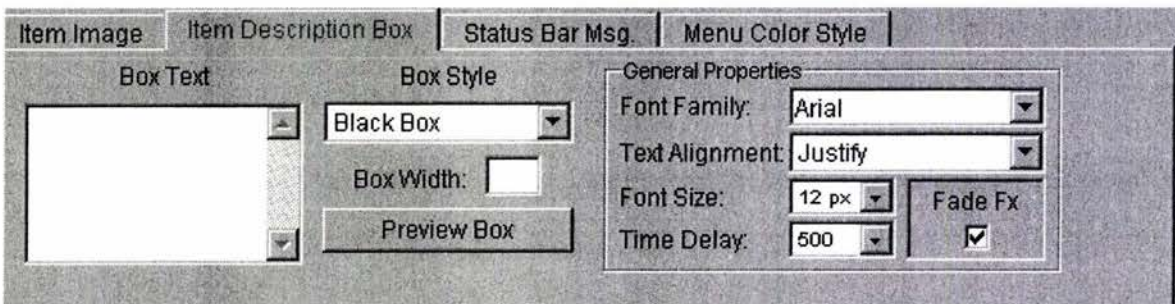 Item Image
Item Description Box
Status Bar Msg.
Menu Color Style
Box Text
Box Style
Black Box
Box Width:
Preview Box
General Properties
Font Family: Arial
Text Alignment: Justify
Font Size: 12 px
Time Delay: 500
Fade Fx